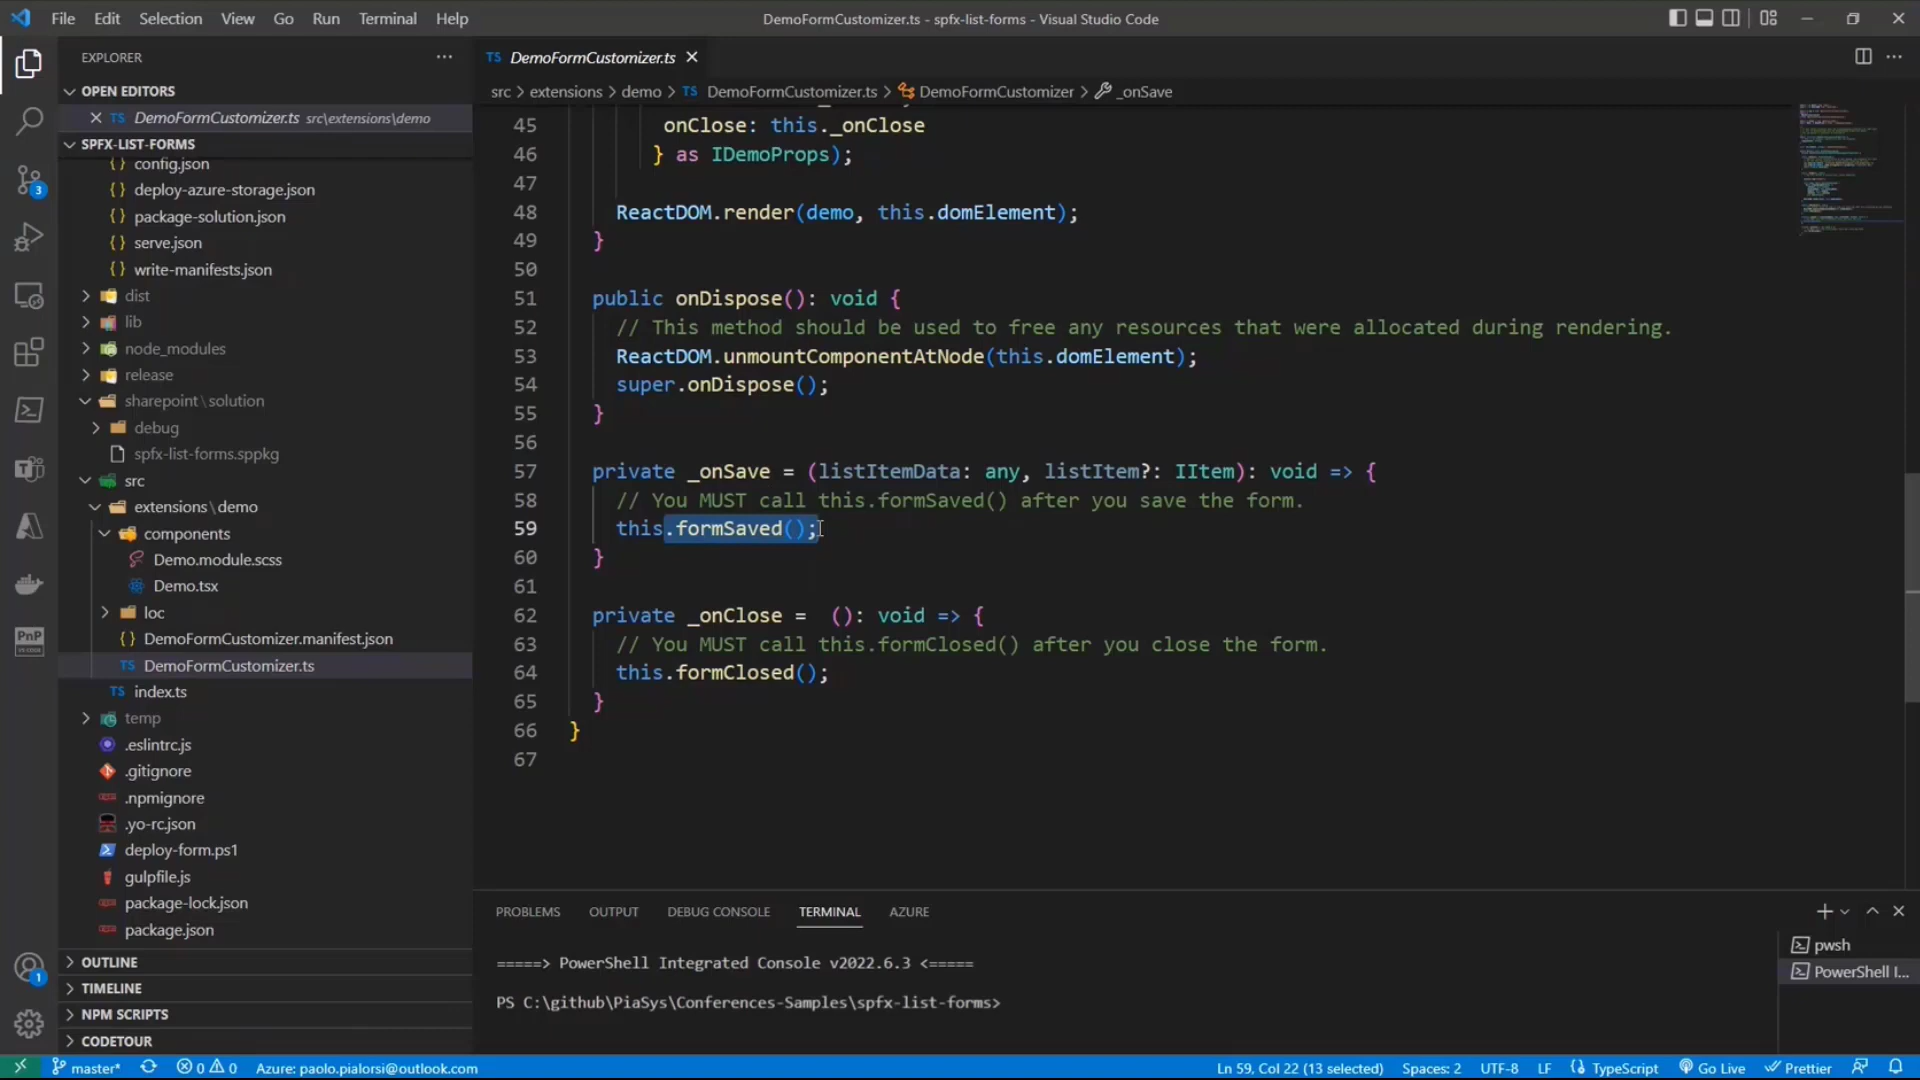 File Edit Selection View Go Run Terminal Help
DemoFormCustomizer.ts - spfx-list-forms - Visual Studio Code
EXPLORER
OPEN EDITORS
TS DemoFormCustomizer.ts src\extensions\demo
SPFX-LIST-FORMS
{} config.json
{} deploy-azure-storage.json
{} package-solution.json
{} serve.json
{} write-manifests.json
dist
lib
node_modules
release
sharepoint\solution
debug
spfx-list-forms.sppkg
src
extensions\demo
components
Demo.module.scss
Demo.tsx
loc
{} DemoFormCustomizer.manifest.json
TS DemoFormCustomizer.ts
TS index.ts
temp
.eslintrc.js
.gitignore
.npmignore
.yo-rc.json
deploy-form.ps1
gulpfile.js
package-lock.json
package.json
OUTLINE
TIMELINE
NPM SCRIPTS
CODETOUR
3
PnP
1
TS DemoFormCustomizer.ts
src > extensions > demo > TS DemoFormCustomizer.ts > DemoFormCustomizer > _onSave
45 onClose: this._onClose
46 } as IDemoProps);
47
48 ReactDOM.render(demo, this.domElement);
49 }
50
51 public onDispose(): void {
52 // This method should be used to free any resources that were allocated during rendering.
53 ReactDOM.unmountComponentAtNode(this.domElement);
54 super.onDispose();
55 }
56
57 private _onSave = (listItemData: any, listItem?: IItem): void => {
58 // You MUST call this.formSaved() after you save the form.
59 this.formSaved();
60 }
61
62 private _onClose =  (): void => {
63 // You MUST call this.formClosed() after you close the form.
64 this.formClosed();
65 }
66 }
67
PROBLEMS OUTPUT DEBUG CONSOLE TERMINAL AZURE
=====> PowerShell Integrated Console v2022.6.3 <=====
PS C:\github\PiaSys\Conferences-Samples\spfx-list-forms>
pwsh
PowerShell I...
master* 0 0 Azure: paolo.pialorsi@outlook.com Ln 59, Col 22 (13 selected) Spaces: 2 UTF-8 LF {} TypeScript Go Live Prettier